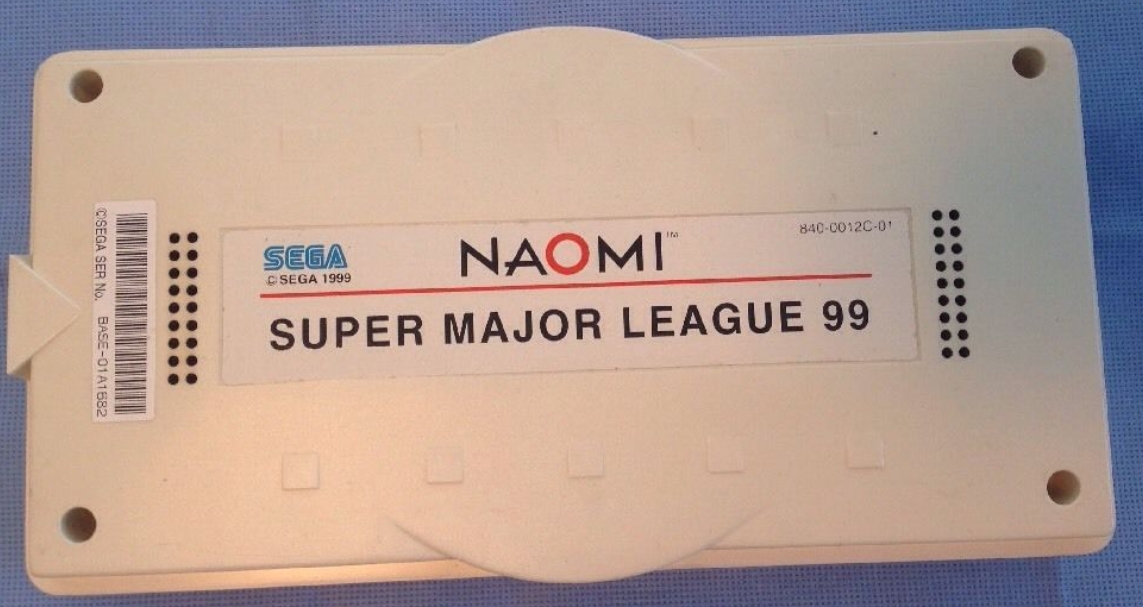 SEGA
© SEGA 1999
NAOMI™
840-0012C-01
SUPER MAJOR LEAGUE 99
©SEGA SER No. BASE-01A1582